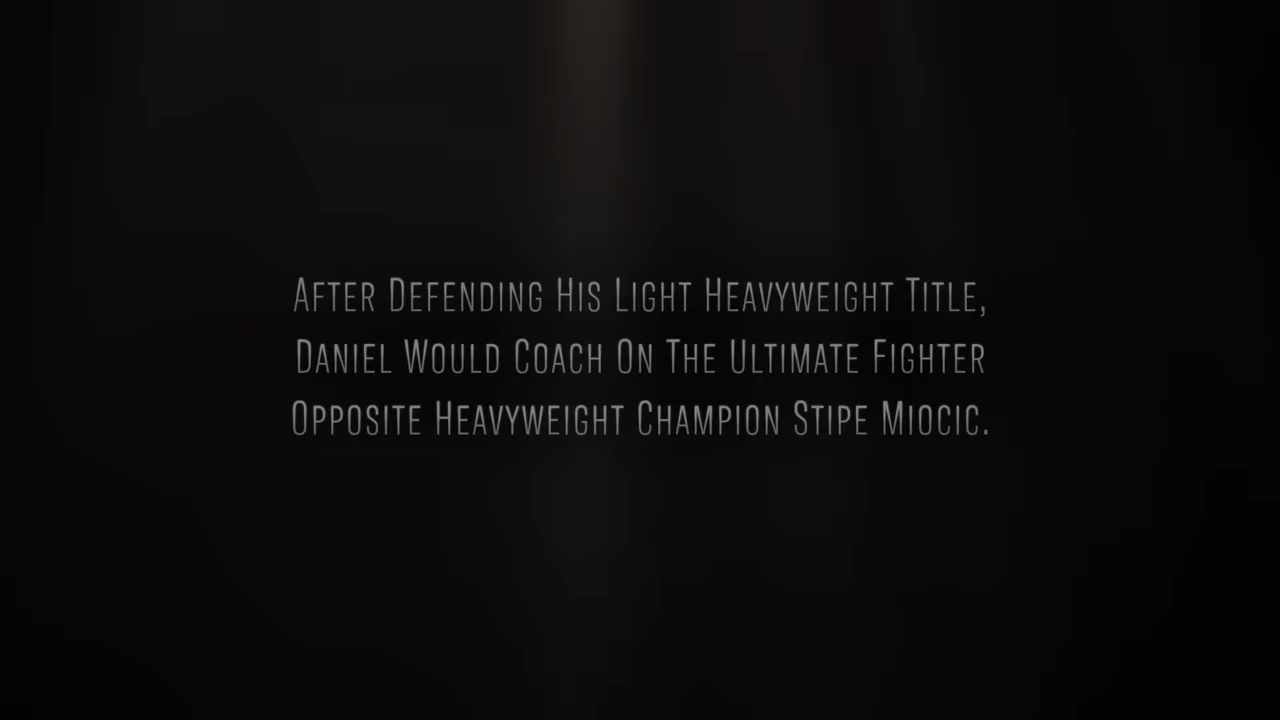 After Defending His Light Heavyweight Title,
Daniel Would Coach On The Ultimate Fighter
Opposite Heavyweight Champion Stipe Miocic.